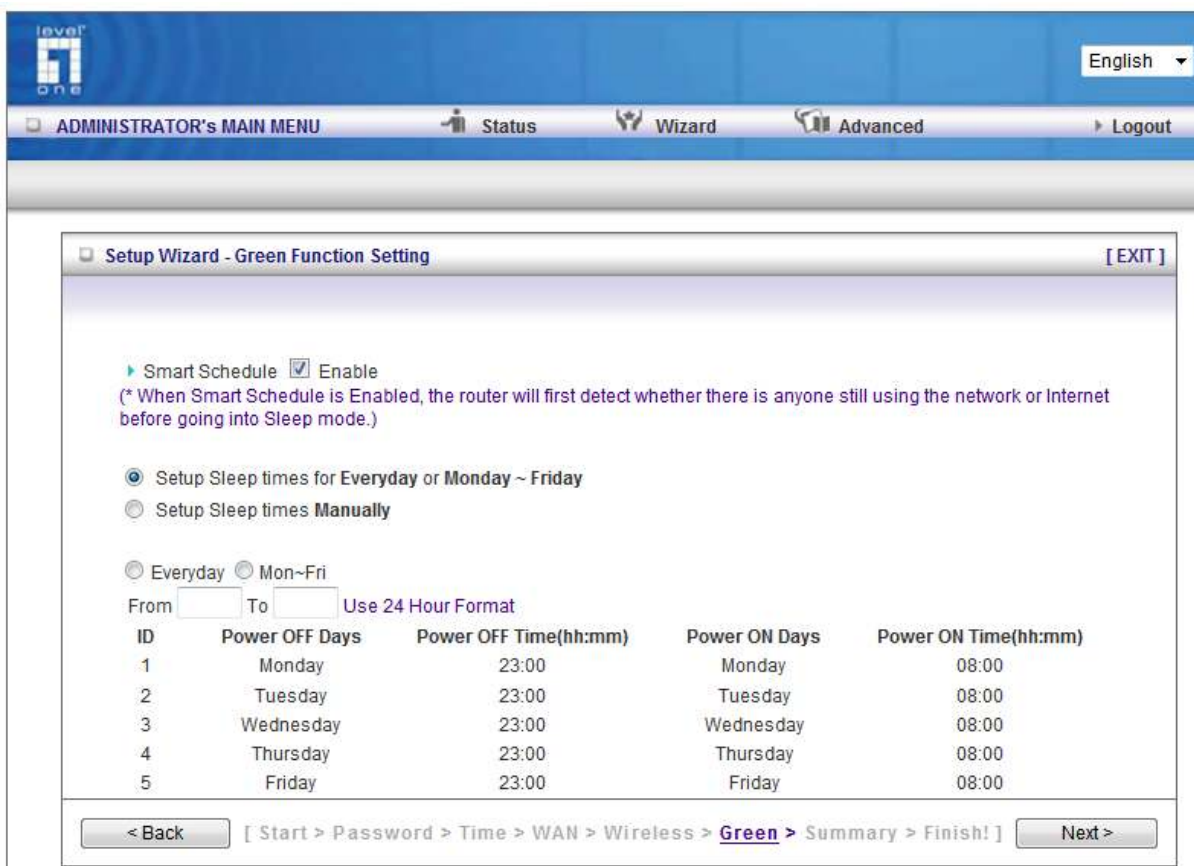 level
one
English
ADMINISTRATOR's MAIN MENU Status Wizard Advanced Logout
Setup Wizard - Green Function Setting [ EXIT ]
Smart Schedule Enable
(* When Smart Schedule is Enabled, the router will first detect whether there is anyone still using the network or Internet
before going into Sleep mode.)
Setup Sleep times for Everyday or Monday ~ Friday
Setup Sleep times Manually
Everyday Mon~Fri
From To Use 24 Hour Format
ID Power OFF Days Power OFF Time(hh:mm) Power ON Days Power ON Time(hh:mm)
1 Monday 23:00 Monday 08:00
2 Tuesday 23:00 Tuesday 08:00
3 Wednesday 23:00 Wednesday 08:00
4 Thursday 23:00 Thursday 08:00
5 Friday 23:00 Friday 08:00
< Back [ Start > Password > Time > WAN > Wireless > Green > Summary > Finish! ] Next >